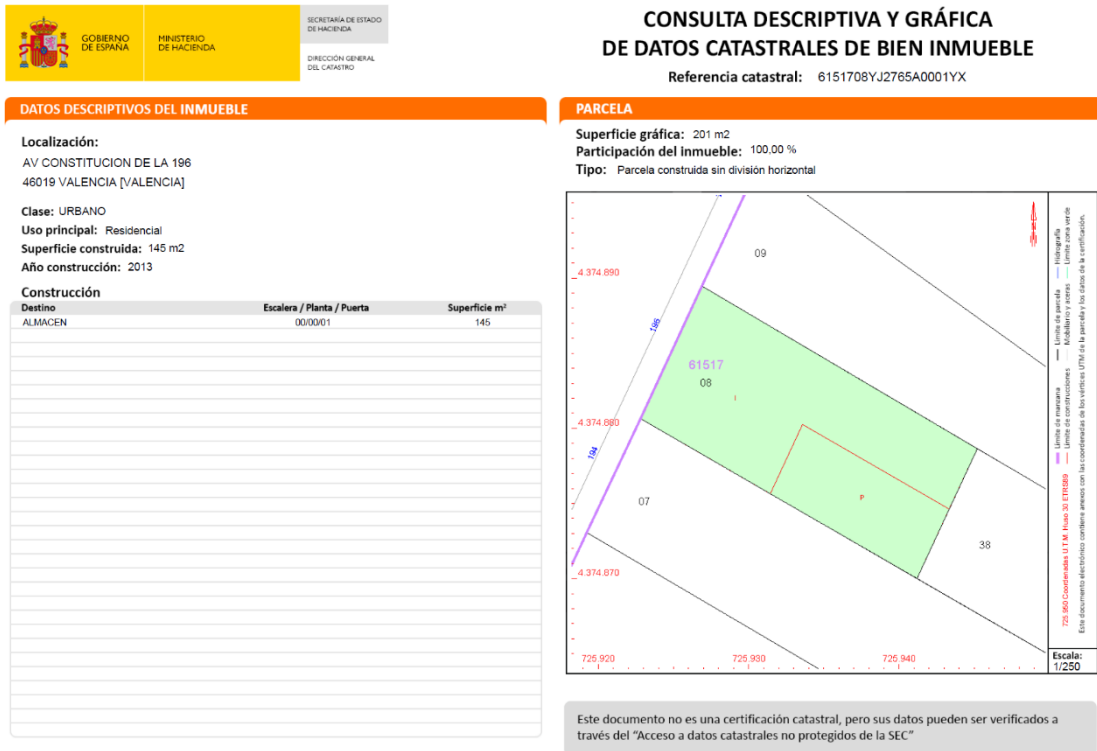 GOBIERNO
DE ESPAÑA
MINISTERIO
DE HACIENDA
SECRETARÍA DE ESTADO
DE HACIENDA
DIRECCIÓN GENERAL
DEL CATASTRO
CONSULTA DESCRIPTIVA Y GRÁFICA
DE DATOS CATASTRALES DE BIEN INMUEBLE
Referencia catastral: 6151708YJ2765A0001YX
DATOS DESCRIPTIVOS DEL INMUEBLE
Localización:
AV CONSTITUCION DE LA 196
46019 VALENCIA [VALENCIA]
Clase: URBANO
Uso principal: Residencial
Superficie construida: 145 m2
Año construcción: 2013
Construcción
Destino Escalera / Planta / Puerta Superficie m²
ALMACEN 00/00/01 145
PARCELA
Superficie gráfica: 201 m2
Participación del inmueble: 100,00 %
Tipo: Parcela construida sin división horizontal
09
4.374.890
196
61517
08
I
4.374.880
194
P
07
38
4.374.870
725.920 725.930 725.940
Límite de manzana Límite de parcela Hidrografía
Límite de construcciones Mobiliario y aceras Límite zona verde
725.950 Coordenadas U.T.M. Huso 30 ETRS89
Este documento electrónico contiene anexos con las coordenadas de los vértices UTM de la parcela y los datos de la certificación.
Escala:
1/250
Este documento no es una certificación catastral, pero sus datos pueden ser verificados a
través del “Acceso a datos catastrales no protegidos de la SEC”